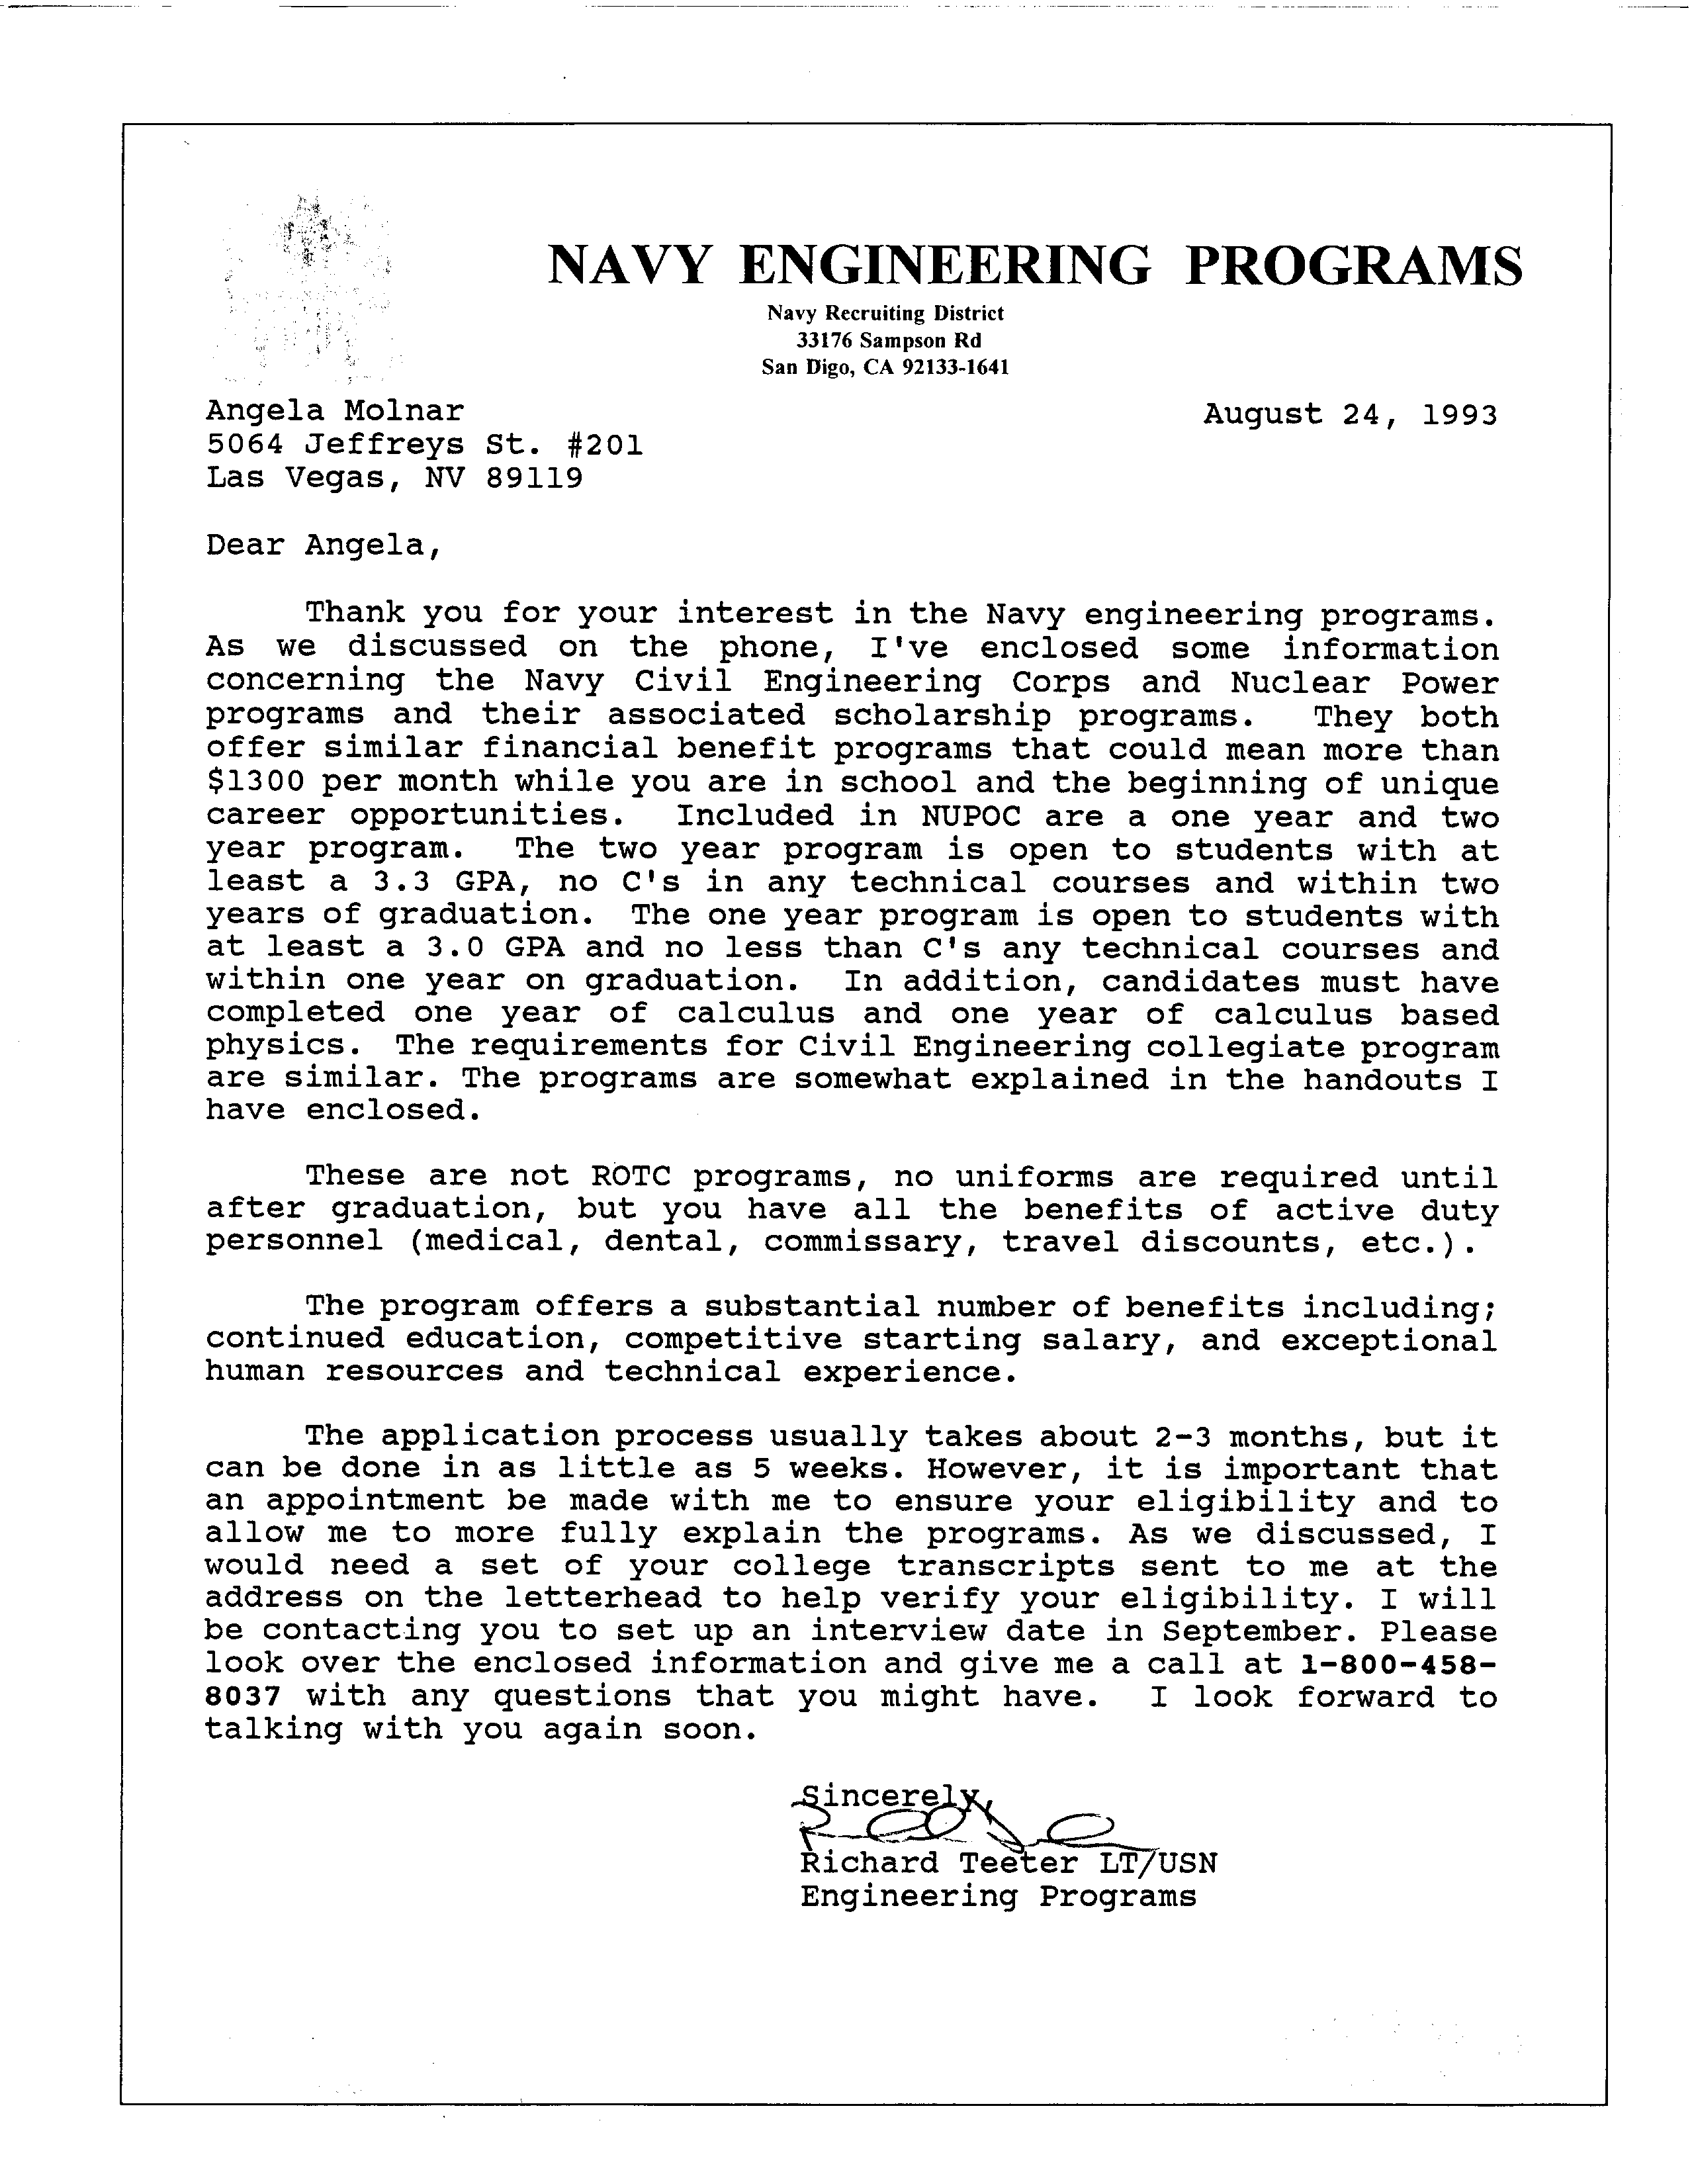 NAVY ENGINEERING PROGRAMS
Navy Recruiting District
33176 Sampson Rd
San Digo, CA 92133-1641
Angela Molnar
August 24, 1993
5064 Jeffreys St. #201
Las Vegas, NV 89119
Dear Angela,
Thank you for your interest in the Navy engineering programs.
As we discussed on the phone, I've enclosed some information
concerning the Navy Civil Engineering Corps and Nuclear Power
programs and their associated scholarship programs. They both
offer similar financial benefit programs that could mean more than
$1300 per month while you are in school and the beginning of unique
career opportunities. Included in NUPOC are a one year and two
year program. The two year program is open to students with at
least a 3.3 GPA, no C's in any technical courses and within two
years of graduation. The one year program is open to students with
at least a 3.0 GPA and no less than C's any technical courses and
within one year on graduation. In addition, candidates must have
completed one year of calculus and one year of calculus based
physics. The requirements for Civil Engineering collegiate program
are similar. The programs are somewhat explained in the handouts I
have enclosed.
These are not ROTC programs, no uniforms are required until
after graduation, but you have all the benefits of active duty
personnel (medical, dental, commissary, travel discounts, etc.).
The program offers a substantial number of benefits including;
continued education, competitive starting salary, and exceptional
human resources and technical experience.
The application process usually takes about 2-3 months, but it
can be done in as little as 5 weeks. However, it is important that
an appointment be made with me to ensure your eligibility and to
allow me to more fully explain the programs. As we discussed, I
would need a set of your college transcripts sent to me at the
address on the letterhead to help verify your eligibility. I will
be contacting you to set up an interview date in September. Please
look over the enclosed information and give me a call at 1-800-458-
8037 with any questions that you might have. I look forward to
talking with you again soon.
Sincerely,
Richard Teeter LT/USN
Engineering Programs